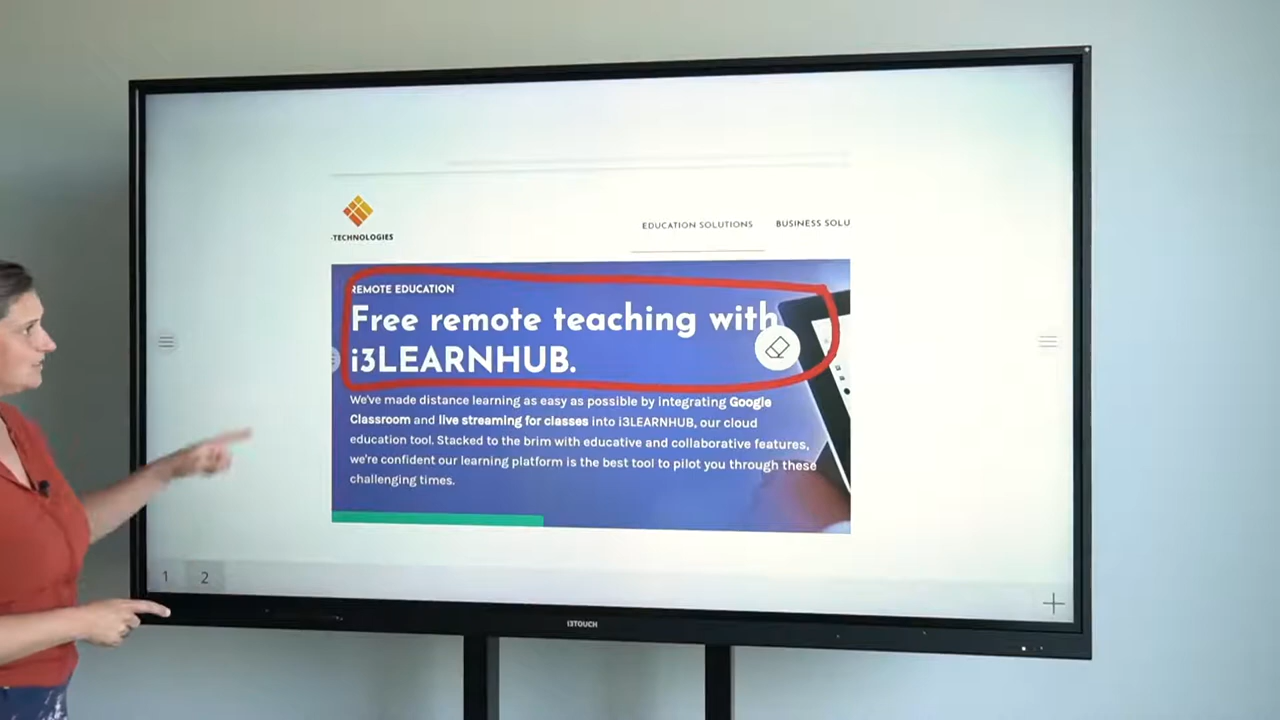 -TECHNOLOGIES
EDUCATION SOLUTIONS BUSINESS SOLU
REMOTE EDUCATION
Free remote teaching with
i3LEARNHUB.
We've made distance learning as easy as possible by integrating Google
Classroom and live streaming for classes into i3LEARNHUB, our cloud
education tool. Stacked to the brim with educative and collaborative features,
we're confident our learning platform is the best tool to pilot you through these
challenging times.
1 2
i3TOUCH